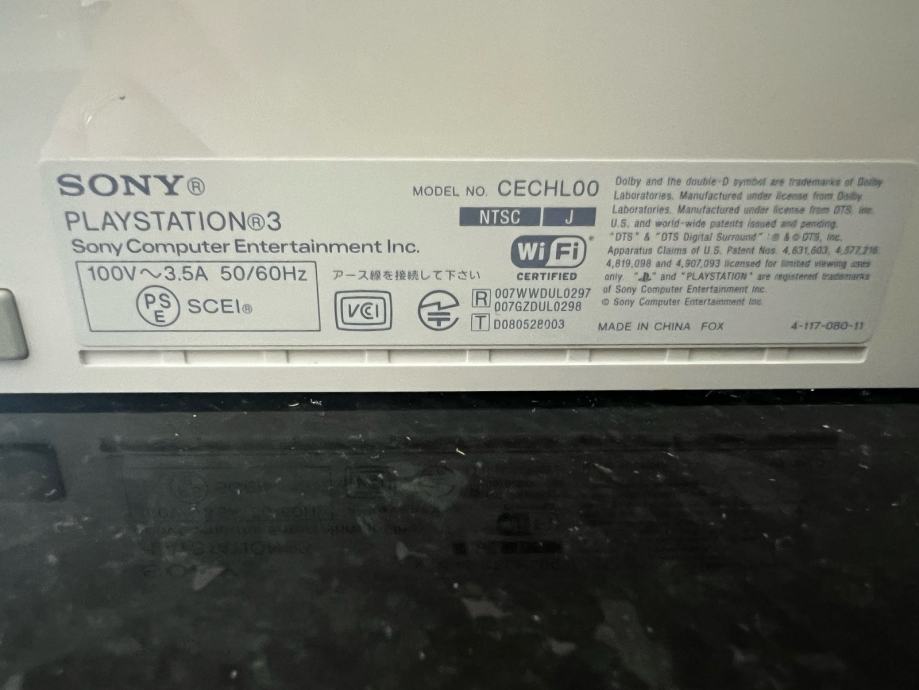 SONY®
PLAYSTATION®3
Sony Computer Entertainment Inc.
100V～3.5A 50/60Hz
PS
E
SCEI®
アース線を接続して下さい
VCCI
MODEL NO. CECHL00
NTSC J
Wi Fi®
CERTIFIED
R 007WWDUL0297
007GZDUL0298
T D080528003
Dolby and the double-D symbol are trademarks of Dolby
Laboratories. Manufactured under license from Dolby
Laboratories. Manufactured under license from DTS, Inc.
U.S. and world-wide patents issued and pending.
"DTS" & "DTS Digital Surround" : ® & © DTS, Inc.
Apparatus Claims of U.S. Patent Nos. 4,631,603, 4,577,216
4,819,098 and 4,907,093 licensed for limited viewing uses
only. " " and "PLAYSTATION" are registered trademarks
of Sony Computer Entertainment Inc.
© Sony Computer Entertainment Inc.
MADE IN CHINA FOX 4-117-080-11